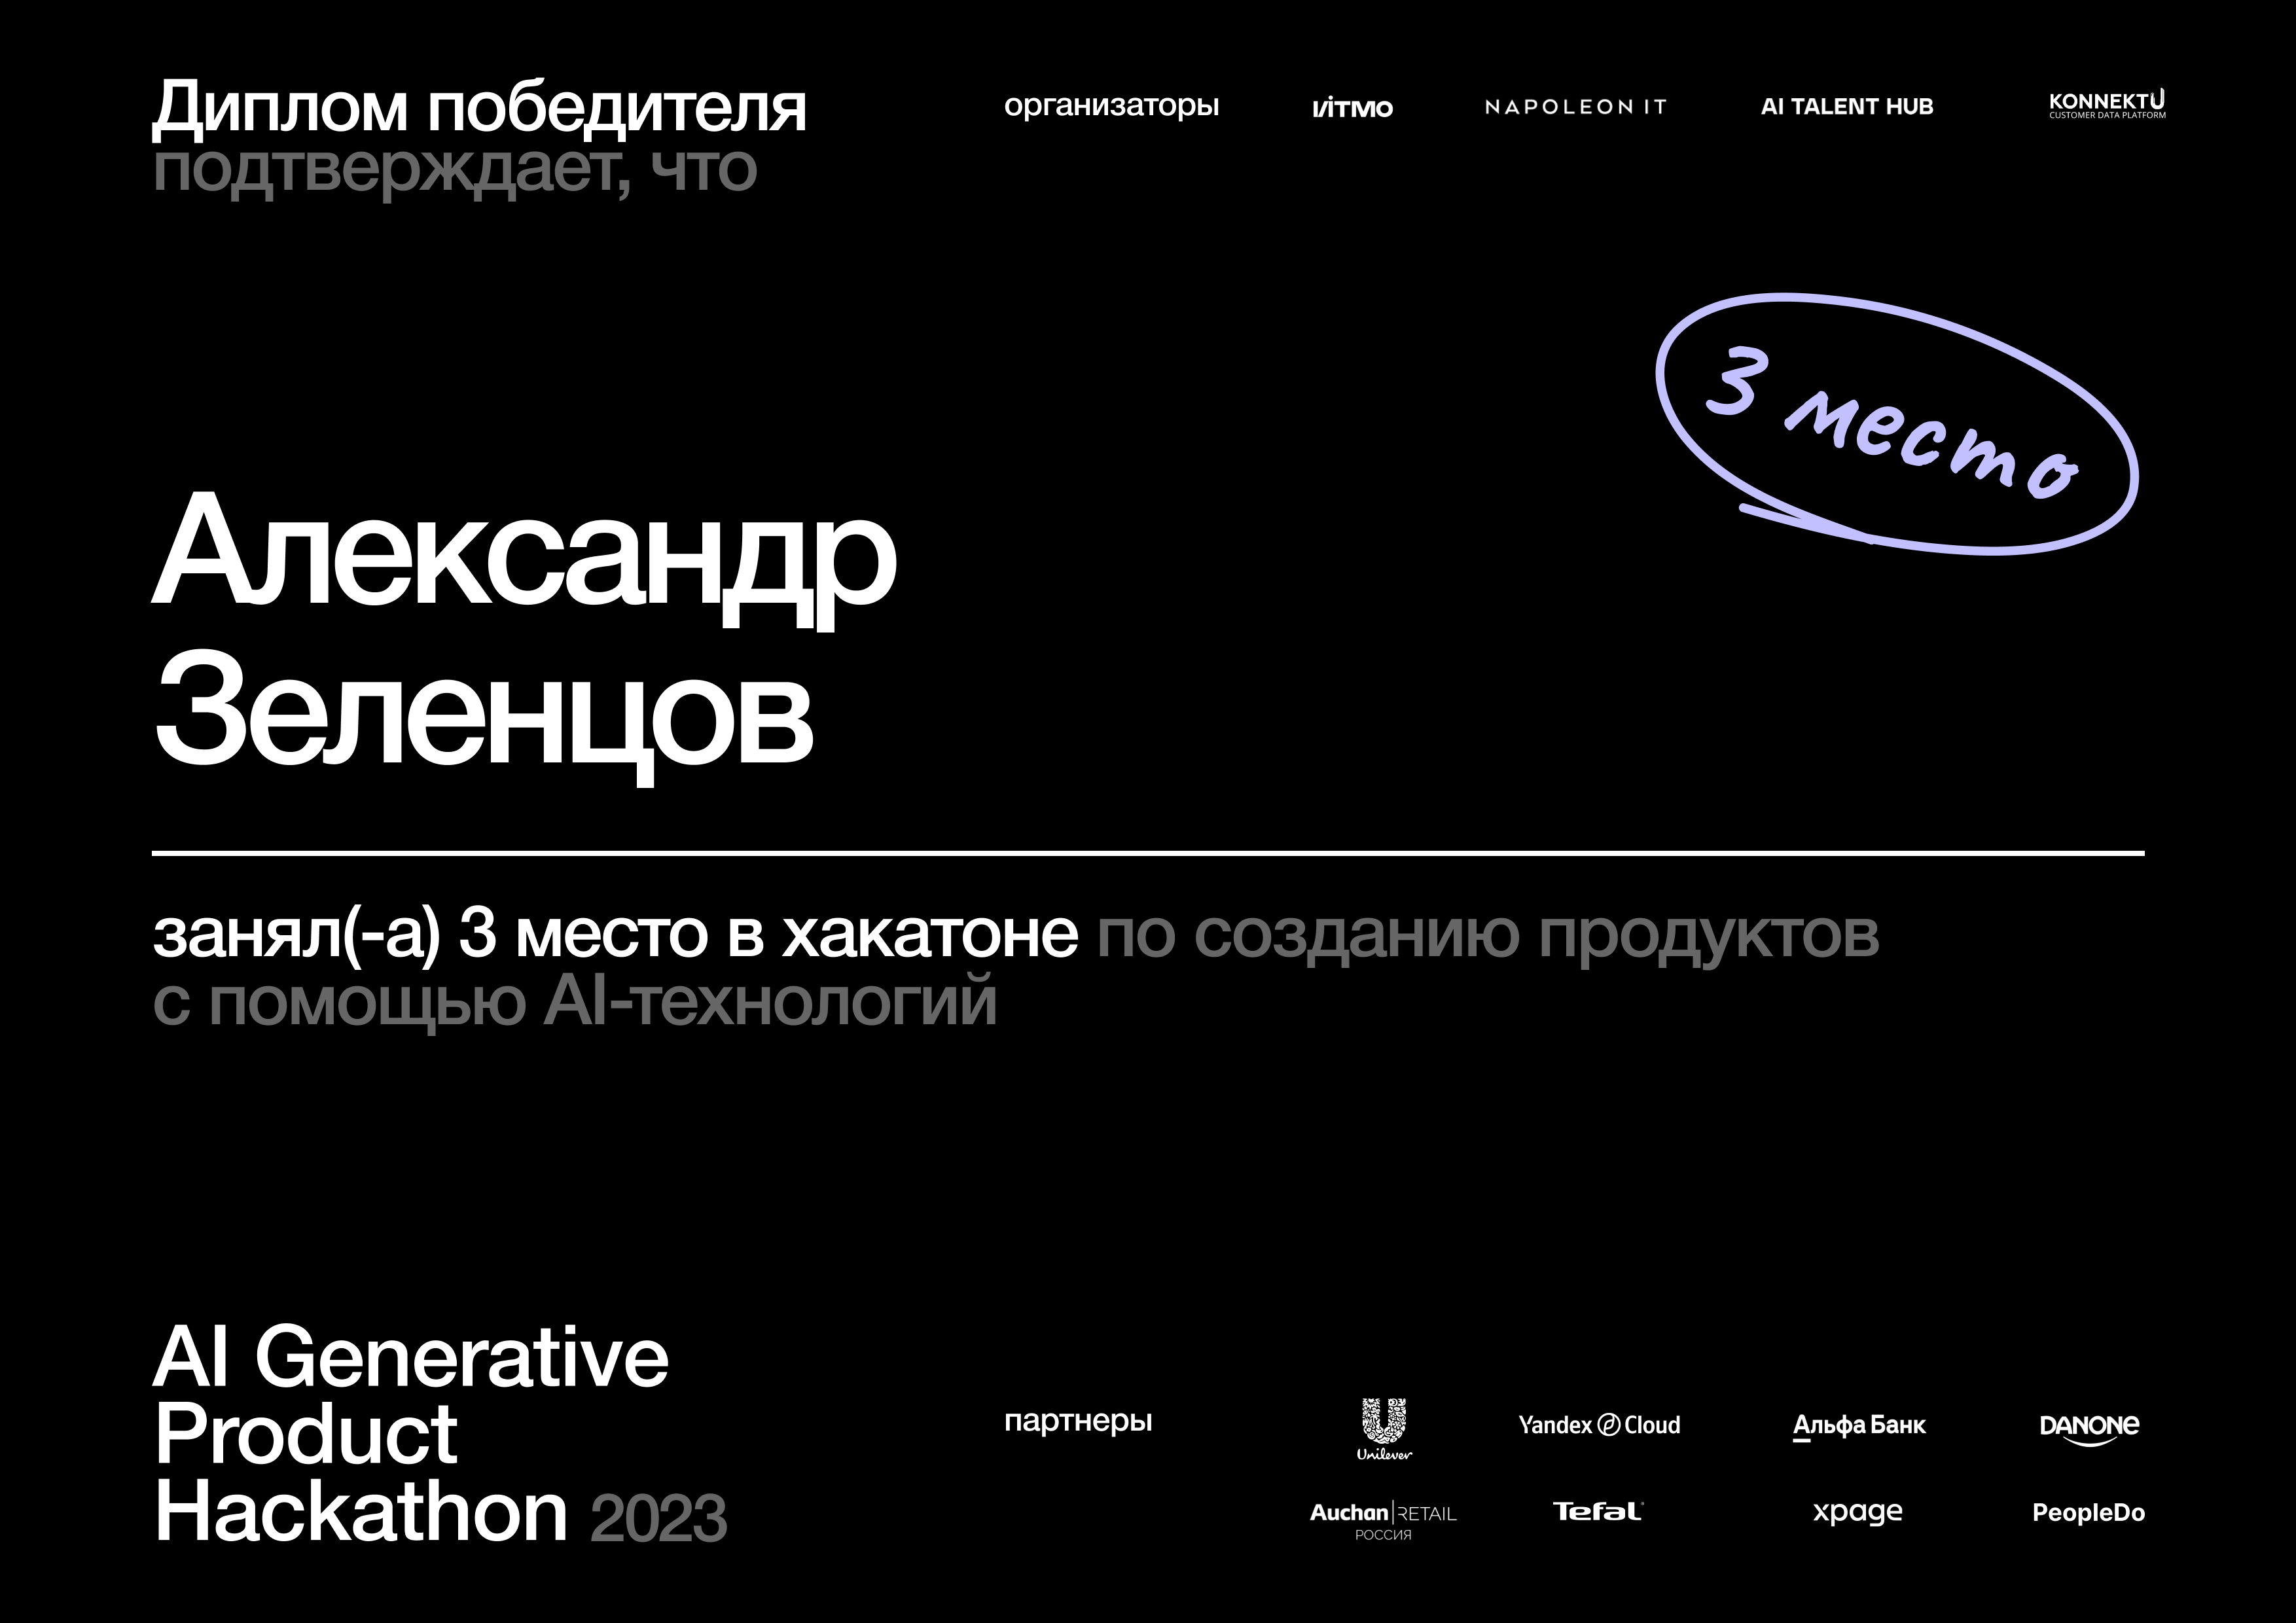 Диплом победителя
подтверждает, что
организаторы
ИТМО
NAPOLEON IT
AI TALENT HUB
KONNEKTU
CUSTOMER DATA PLATFORM
3 место
Александр
Зеленцов
занял(-а) 3 место в хакатоне по созданию продуктов
с помощью AI-технологий
AI Generative
Product
Hackathon 2023
партнеры
Unilever
Yandex Cloud
Альфа Банк
DANONE
Auchan RETAIL
РОССИЯ
Tefal
xpage
PeopleDo